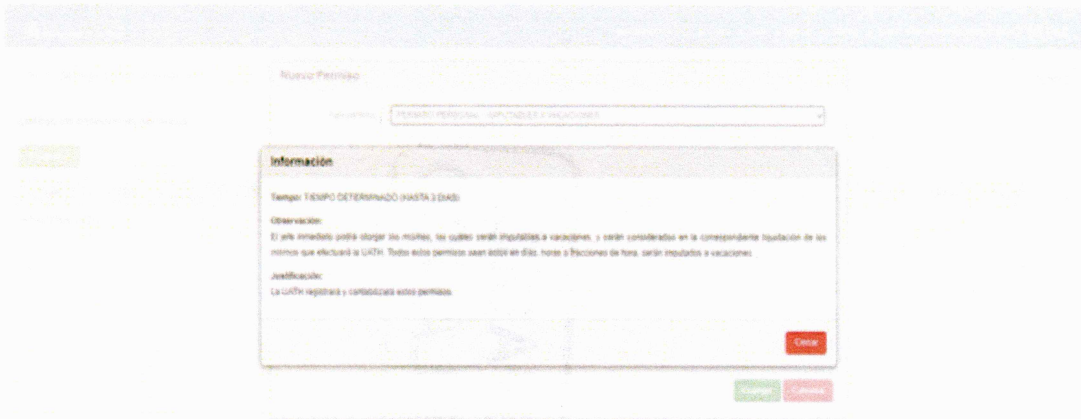 Nuevo Permiso
PERMISO PERSONAL - IMPUTABLES A VACACIONES
Información
Tiempo: TIEMPO DETERMINADO (HASTA 3 DIAS)
Observación:
El jefe inmediato podrá otorgar los mismos, los cuales serán imputables a vacaciones, y serán considerados en la correspondiente liquidación de las
mismos que efectuará la UATH. Todos estos permisos sean estos en días, horas o fracciones de hora, serán imputados a vacaciones
Justificación:
La UATH registrará y contabilizará estos permisos
Cerrar